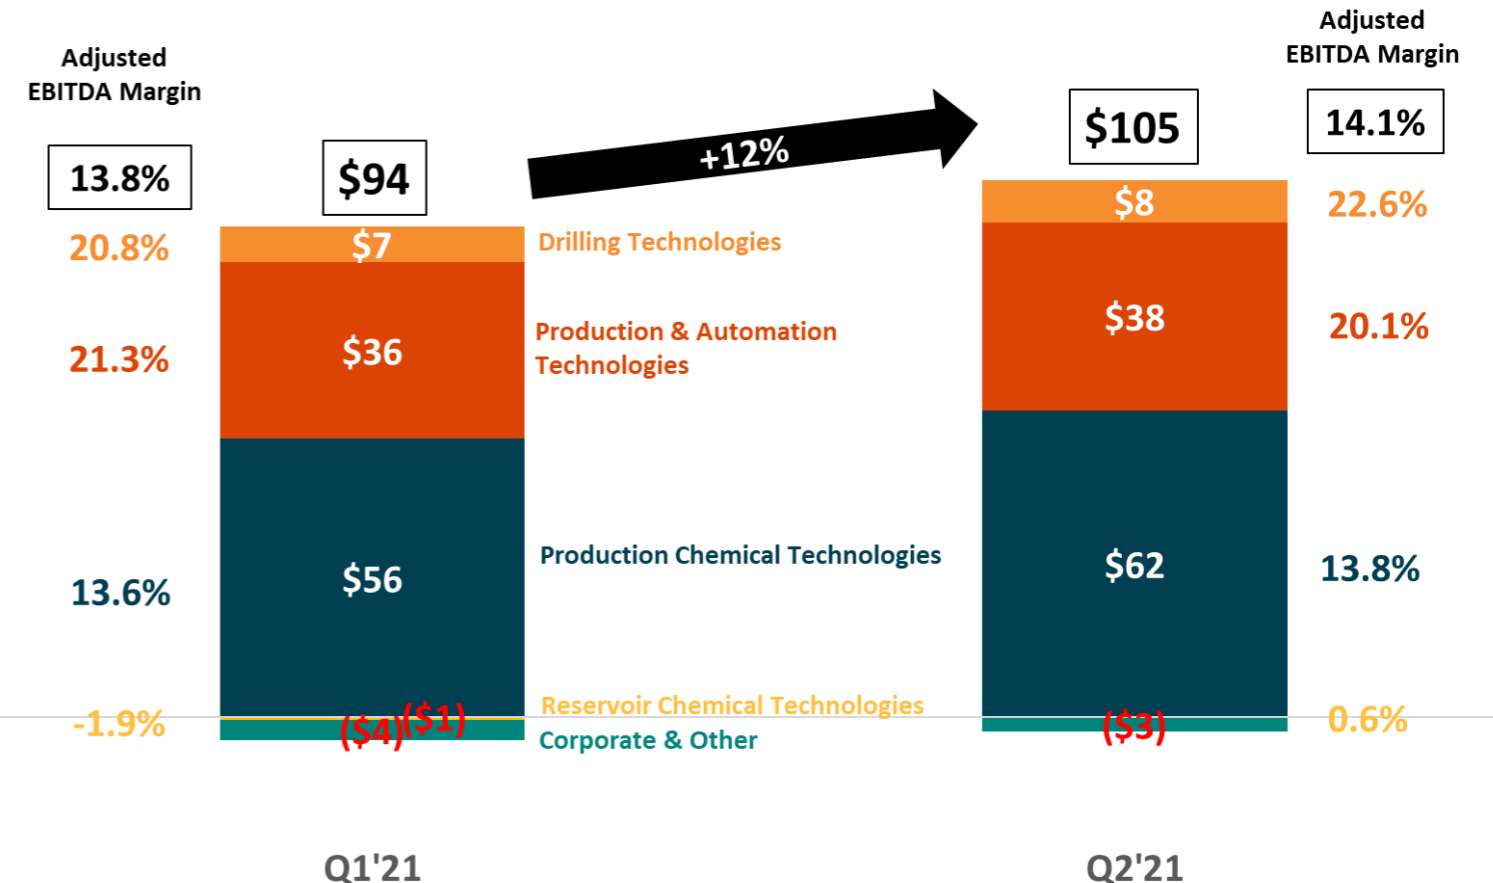 Adjusted
EBITDA Margin
Adjusted
EBITDA Margin
13.8%
$94
+12%
$105
14.1%
20.8%
$7
Drilling Technologies
$8
22.6%
21.3%
$36
Production & Automation
Technologies
$38
20.1%
13.6%
$56
Production Chemical Technologies
$62
13.8%
-1.9%
($4)
($1)
Reservoir Chemical Technologies
Corporate & Other
($3)
0.6%
Q1'21
Q2'21